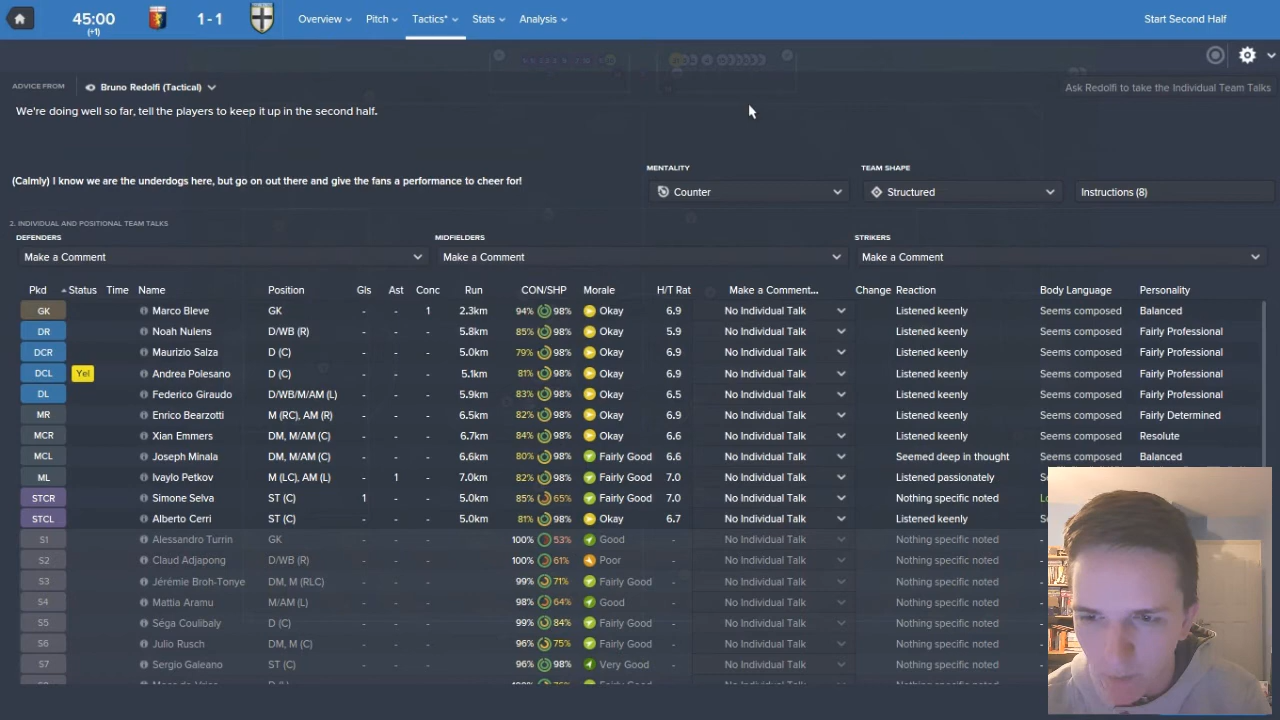 45:00
(+1)
1 - 1
Overview
Pitch
Tactics*
Stats
Analysis
Start Second Half
ADVICE FROM
Bruno Redolfi (Tactical)
Ask Redolfi to take the Individual Team Talks
We're doing well so far, tell the players to keep it up in the second half.
MENTALITY
TEAM SHAPE
(Calmly) I know we are the underdogs here, but go on out there and give the fans a performance to cheer for!
Counter
Structured
Instructions (8)
2. INDIVIDUAL AND POSITIONAL TEAM TALKS
DEFENDERS
MIDFIELDERS
STRIKERS
Make a Comment
Make a Comment
Make a Comment
Pkd Status Time Name Position Gls Ast Conc Run CON/SHP Morale H/T Rat Make a Comment... Change Reaction Body Language Personality
GK Marco Bleve GK - - 1 2.3km 94% 98% Okay 6.9 No Individual Talk Listened keenly Seems composed Balanced
DR Noah Nulens D/WB (R) - - - 5.8km 85% 98% Okay 5.9 No Individual Talk Listened keenly Seems composed Fairly Professional
DCR Maurizio Salza D (C) - - - 5.0km 79% 98% Okay 6.9 No Individual Talk Listened keenly Seems composed Fairly Professional
DCL Yel Andrea Polesano D (C) - - - 5.1km 81% 98% Okay 6.9 No Individual Talk Listened keenly Seems composed Fairly Professional
DL Federico Giraudo D/WB/M/AM (L) - - - 5.9km 83% 98% Okay 6.5 No Individual Talk Listened keenly Seems composed Fairly Professional
MR Enrico Bearzotti M (RC), AM (R) - - - 6.5km 82% 98% Okay 6.9 No Individual Talk Listened keenly Seems composed Fairly Determined
MCR Xian Emmers DM, M/AM (C) - - - 6.7km 84% 98% Okay 6.6 No Individual Talk Listened keenly Seems composed Resolute
MCL Joseph Minala DM, M/AM (C) - - - 6.6km 80% 98% Fairly Good 6.6 No Individual Talk Seemed deep in thought Seems composed Balanced
ML Ivaylo Petkov M (LC), AM (L) - 1 - 7.0km 82% 98% Fairly Good 7.0 No Individual Talk Listened passionately Seems
STCR Simone Selva ST (C) 1 - - 5.0km 85% 65% Fairly Good 7.0 No Individual Talk Nothing specific noted
STCL Alberto Cerri ST (C) - - - 5.0km 81% 98% Okay 6.7 No Individual Talk Listened keenly
S1 Alessandro Turrin GK - - - 100% 53% Good - No Individual Talk Nothing specific noted -
S2 Claud Adjapong D/WB (R) - - - 100% 61% Poor - No Individual Talk Nothing specific noted -
S3 Jérémie Broh-Tonye DM, M (RLC) - - - 99% 71% Fairly Good - No Individual Talk Nothing specific noted -
S4 Mattia Aramu M/AM (L) - - - 98% 64% Good - No Individual Talk Nothing specific noted -
S5 Séga Coulibaly D (C) - - - 99% 84% Fairly Good - No Individual Talk Nothing specific noted -
S6 Julio Rusch DM, M (C) - - - 96% 75% Fairly Good - No Individual Talk Nothing specific noted -
S7 Sergio Galeano ST (C) - - - 96% 98% Very Good - No Individual Talk Nothing specific noted -